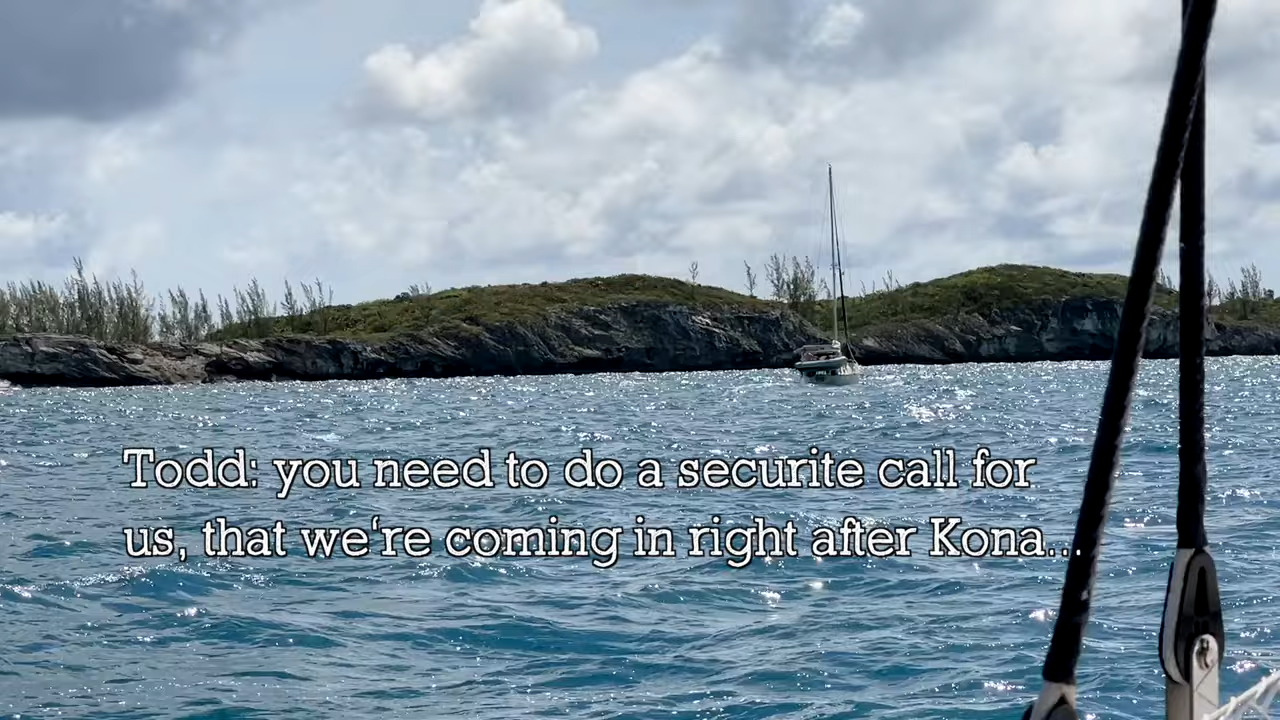 Todd: you need to do a securite call for
us, that we're coming in right after Kona...